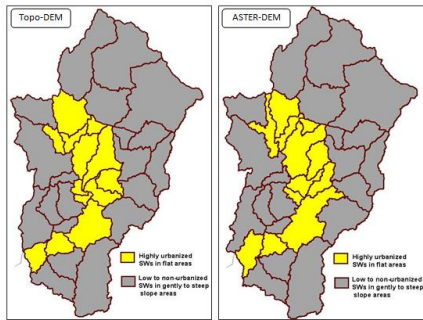 Topo-DEM
Highly urbanized
SWs in flat areas
Low to non-urbanized
SWs in gently to steep
slope areas
ASTER-DEM
Highly urbanized
SWs in flat areas
Low to non-urbanized
SWs in gently to steep
slope areas